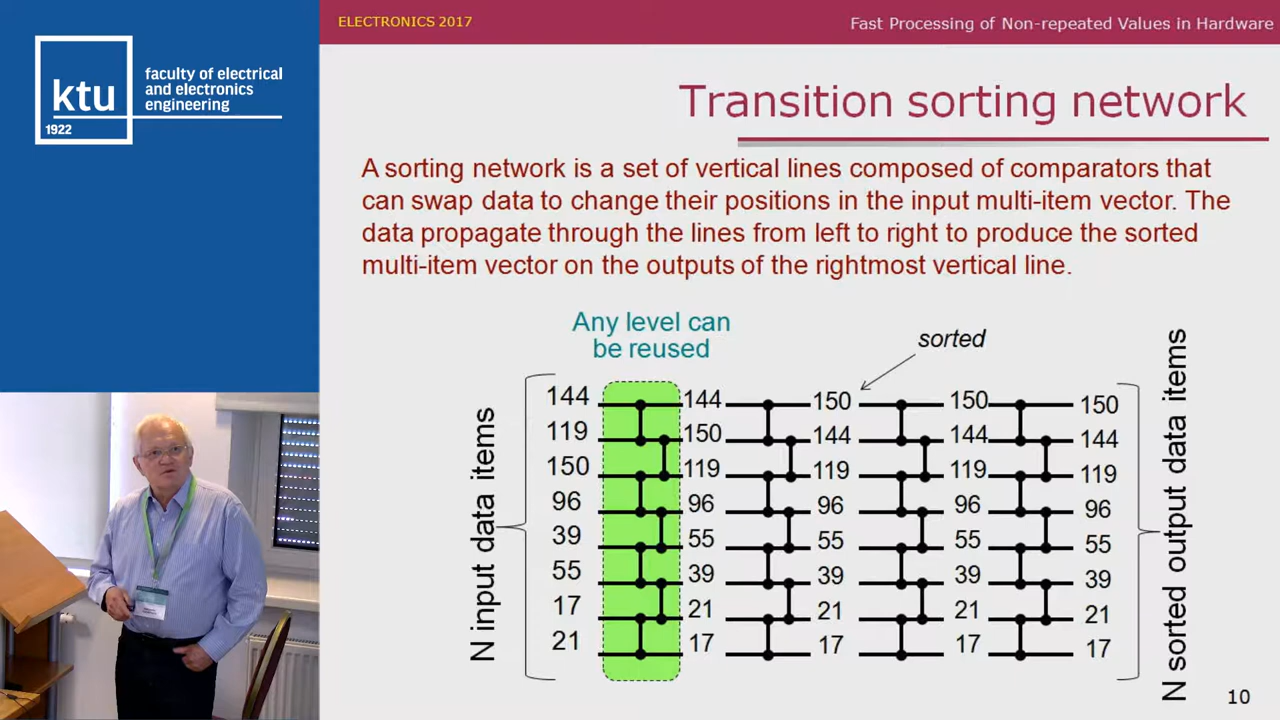 ELECTRONICS 2017
Fast Processing of Non-repeated Values in Hardware
ktu
1922
faculty of electrical
and electronics
engineering
Transition sorting network
A sorting network is a set of vertical lines composed of comparators that
can swap data to change their positions in the input multi-item vector. The
data propagate through the lines from left to right to produce the sorted
multi-item vector on the outputs of the rightmost vertical line.
Any level can
be reused
sorted
N input data items
144 144 150 150 150
119 150 144 144 144
150 119 119 119 119
96 96 96 96 96
39 55 55 55 55
55 39 39 39 39
17 21 21 21 21
21 17 17 17 17
N sorted output data items
10